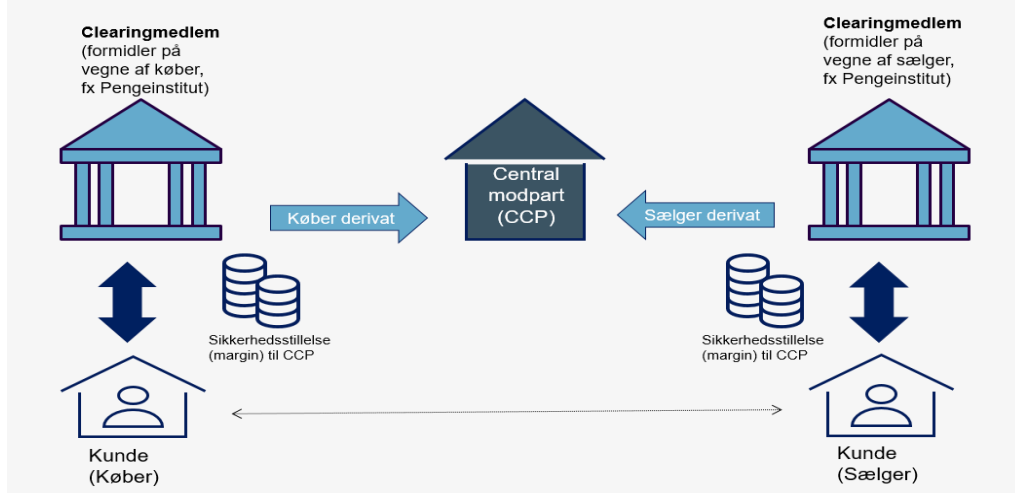 Clearingmedlem
(formidler på
vegne af køber,
fx Pengeinstitut)
Clearingmedlem
(formidler på
vegne af sælger,
fx Pengeinstitut)
Central
modpart
(CCP)
Køber derivat
Sælger derivat
Sikkerhedsstillelse
(margin) til CCP
Sikkerhedsstillelse
(margin) til CCP
Kunde
(Køber)
Kunde
(Sælger)